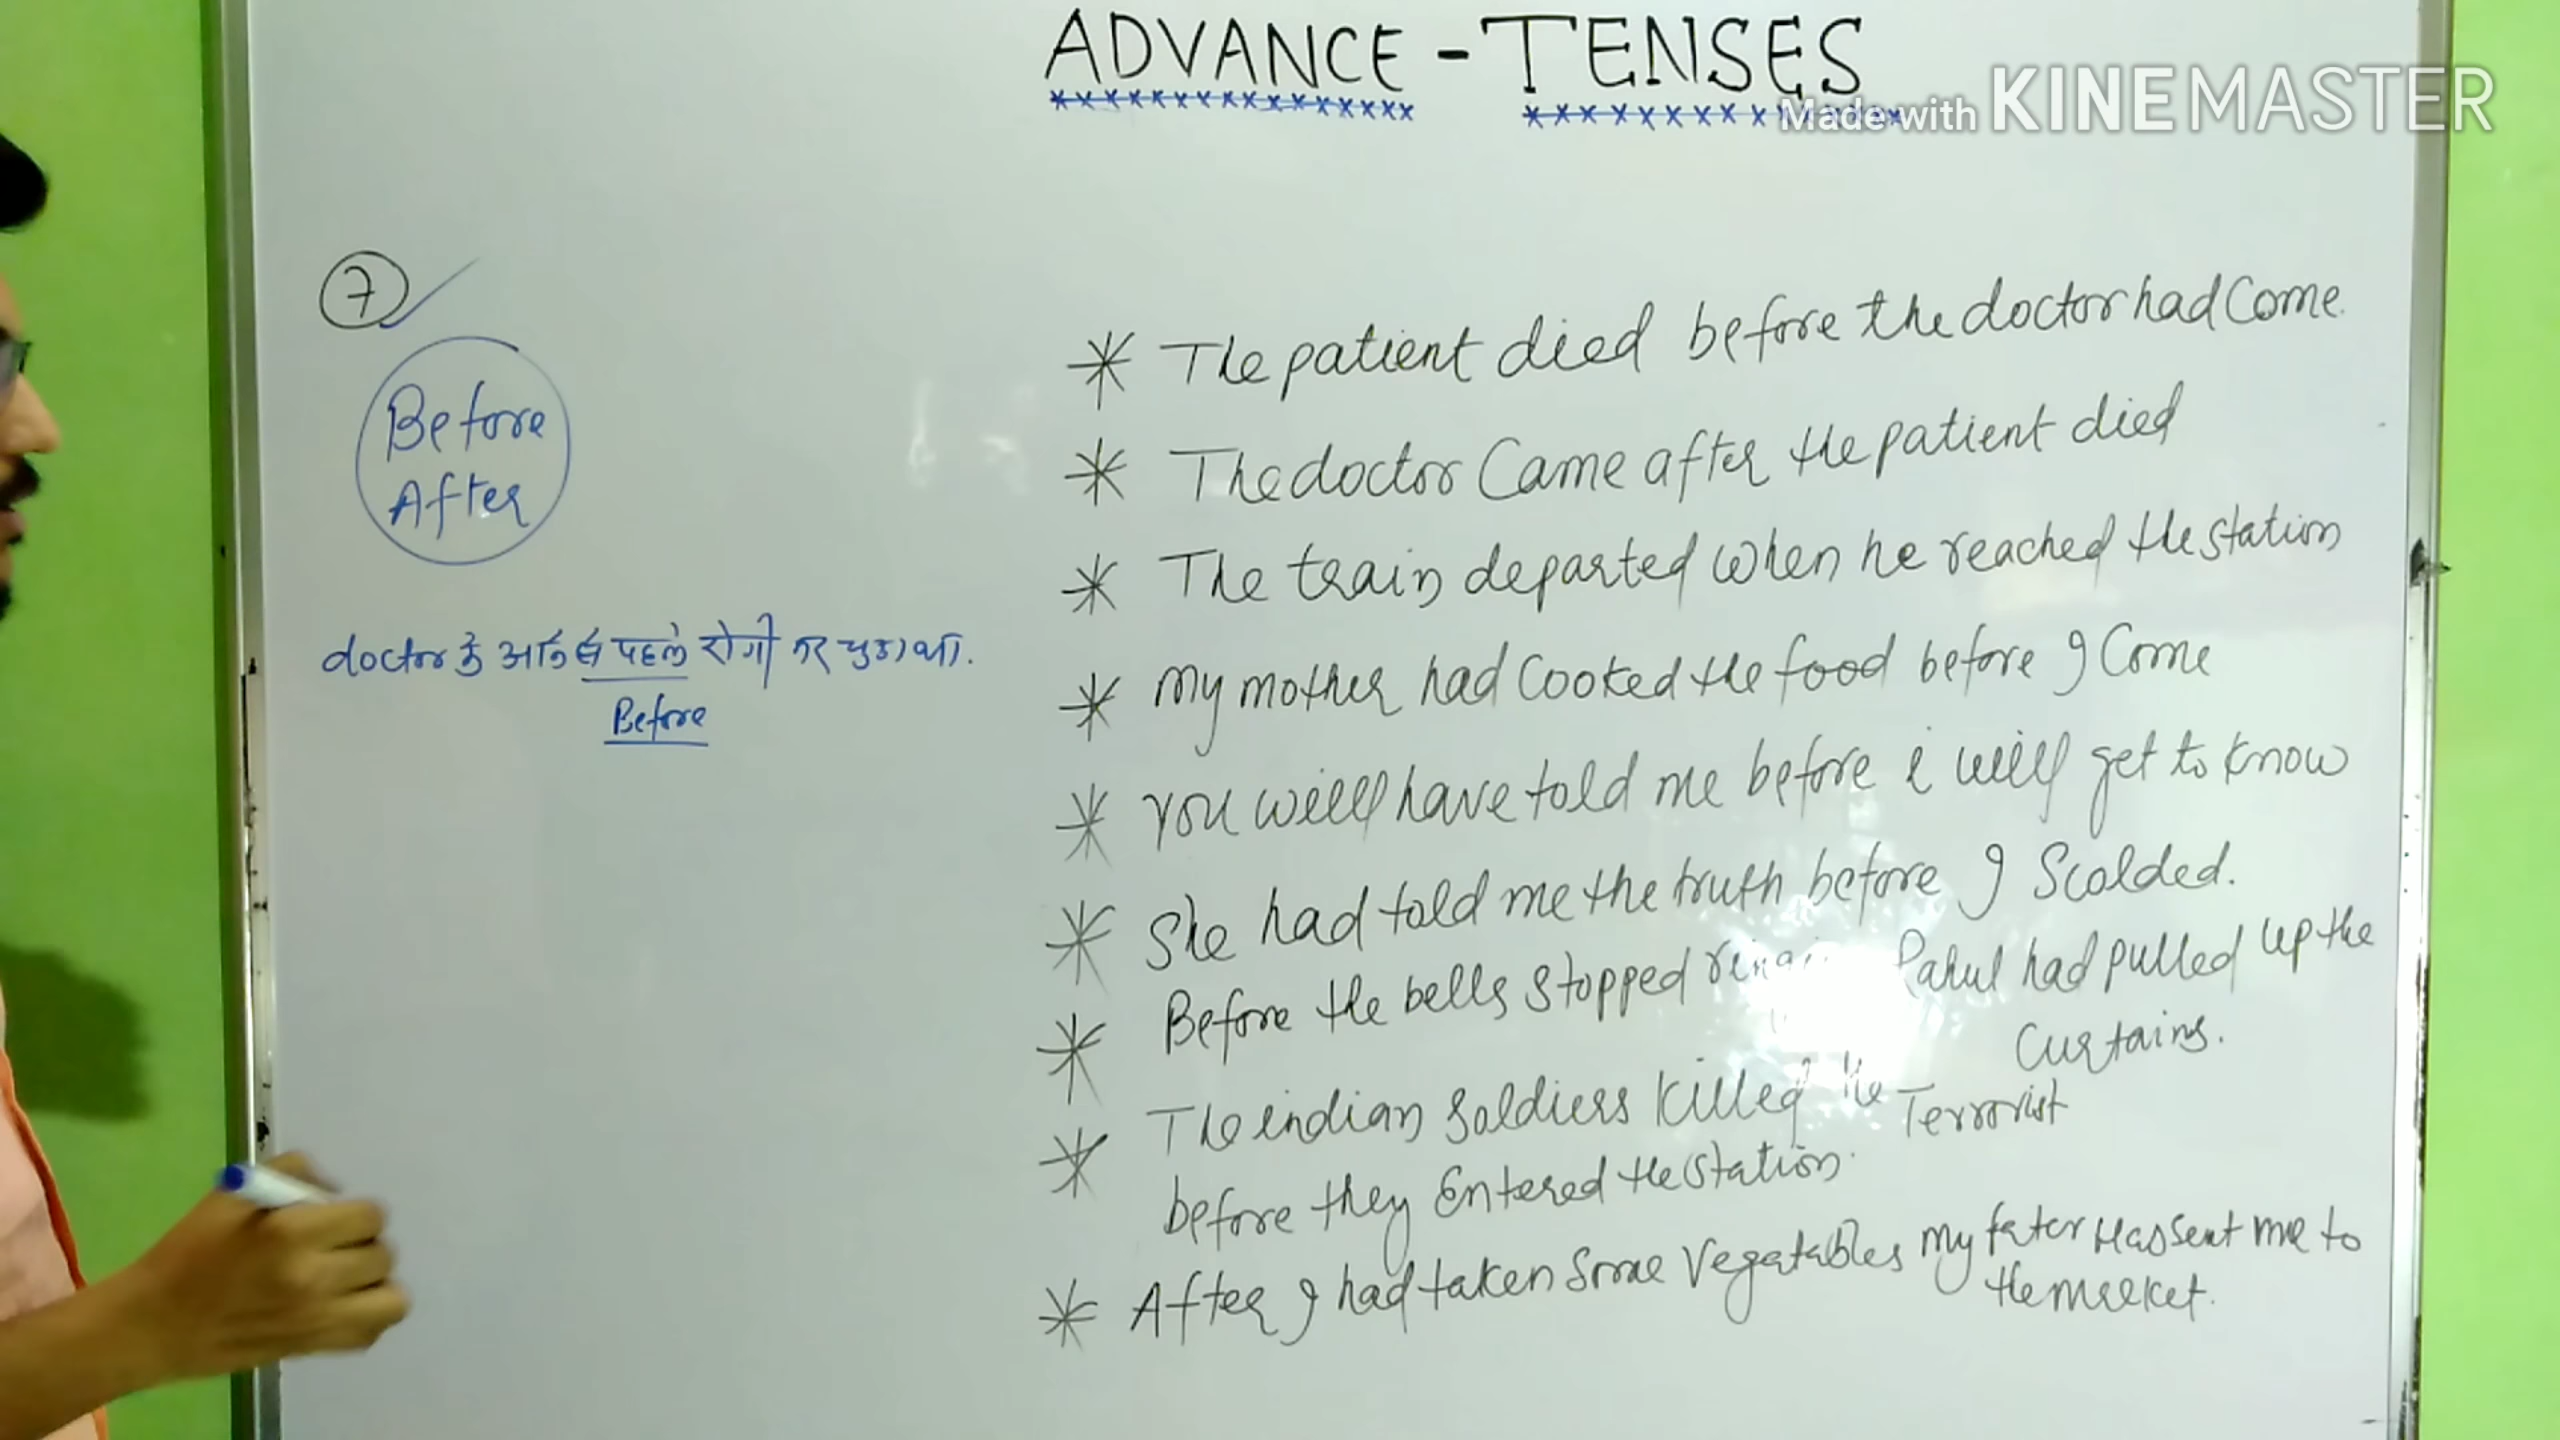 ADVANCE - TENSES
Made with KINEMASTER
7
Before
After
doctor के आने से पहले रोगी मर चुका था.
Before
* The patient died before the doctor had Come.
* The doctor Came after the patient died
* The train departed when he reached the station
* My mother had Cooked the food before I Come
* You will have told me before i will get to know
* She had told me the truth before I Scolded.
* Before the bells stopped Rahul had pulled up the
Curtains.
* The indian Soldiers killed the Terrorist
before they Entered the station.
* After I had taken Some Vegatables My fater Has sent me to
the